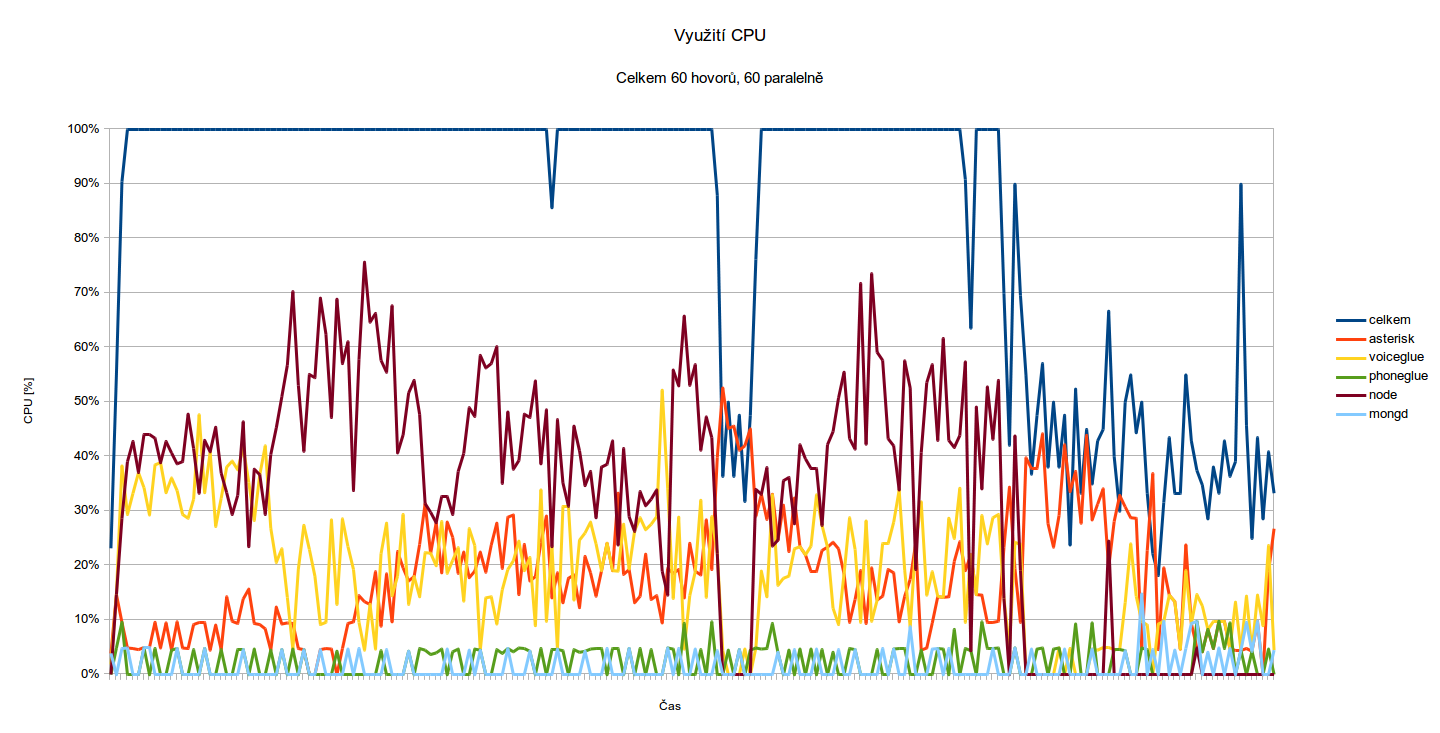 Využití CPU
Celkem 60 hovorů, 60 paralelně
100%
90%
80%
70%
60%
50%
40%
30%
20%
10%
0%
CPU [%]
Čas
celkem
asterisk
voiceglue
phoneglue
node
mongd